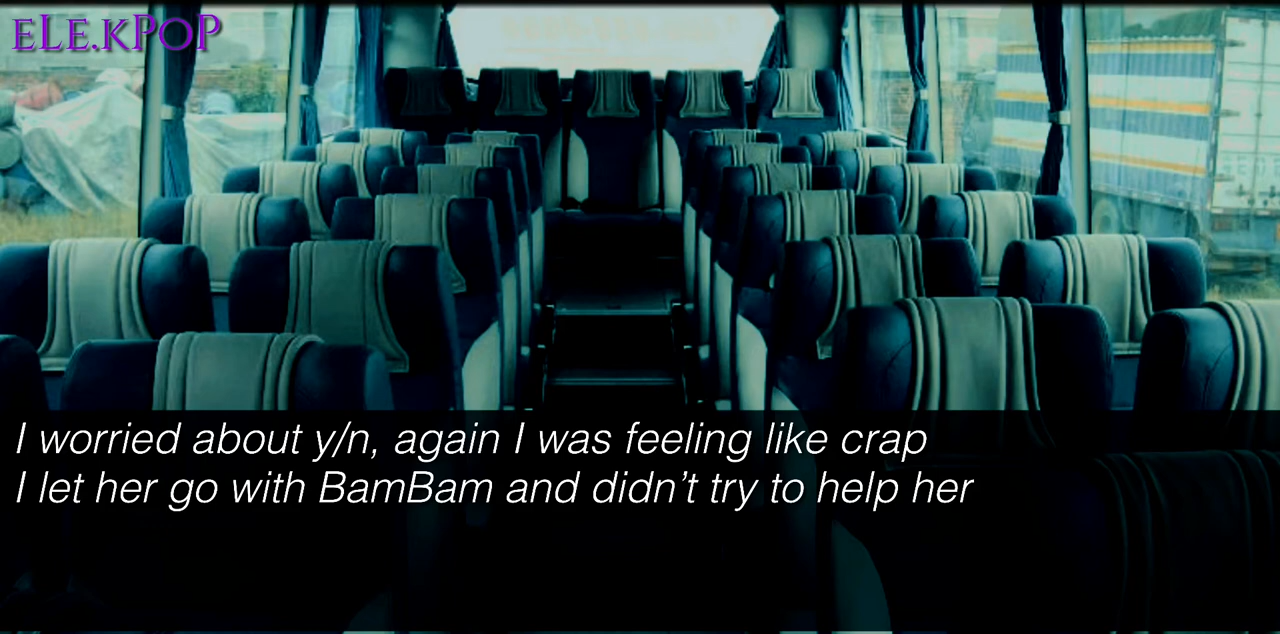 ELE.KPOP
I worried about y/n, again I was feeling like crap
I let her go with BamBam and didn't try to help her